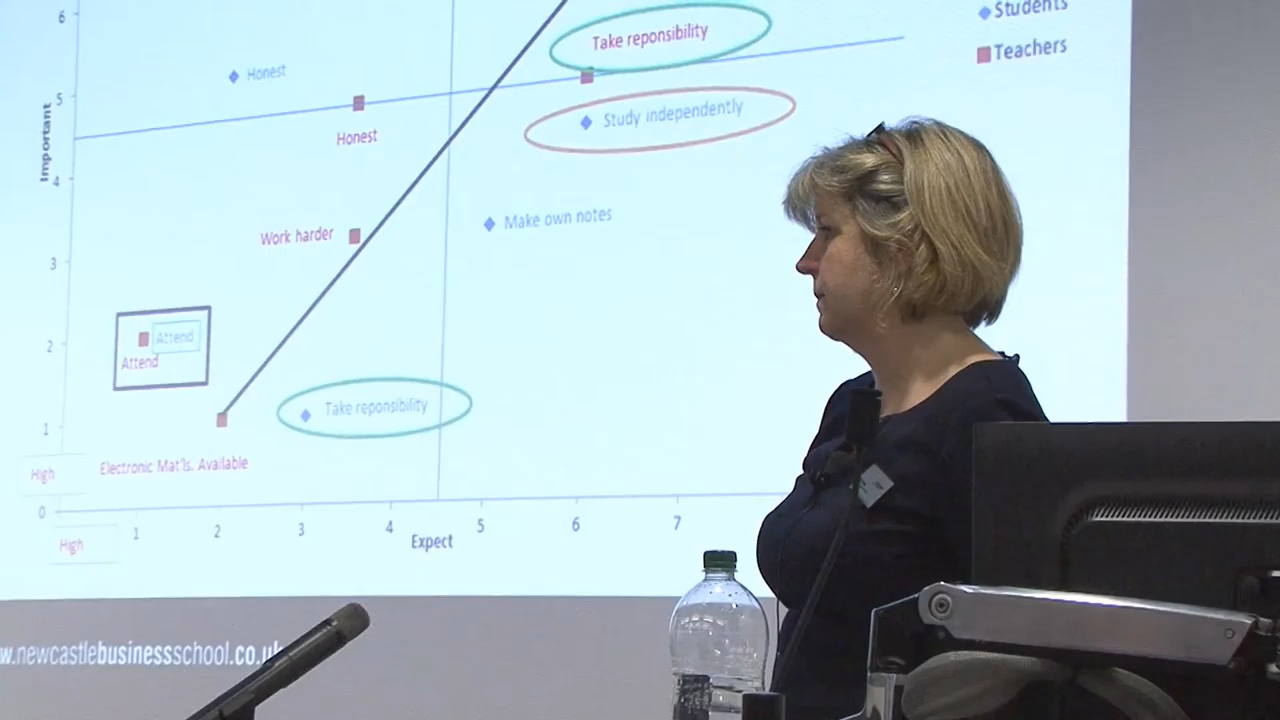 6
Take reponsibility
Students
Teachers
Honest
5
Study independently
Important
Honest
4
Make own notes
Work harder
3
2
Attend
Attend
Take reponsibility
1
High
Electronic Mat'ls. Available
0
1
2
3
4
5
6
7
High
Expect
w.newcastlebusinessschool.co.uk